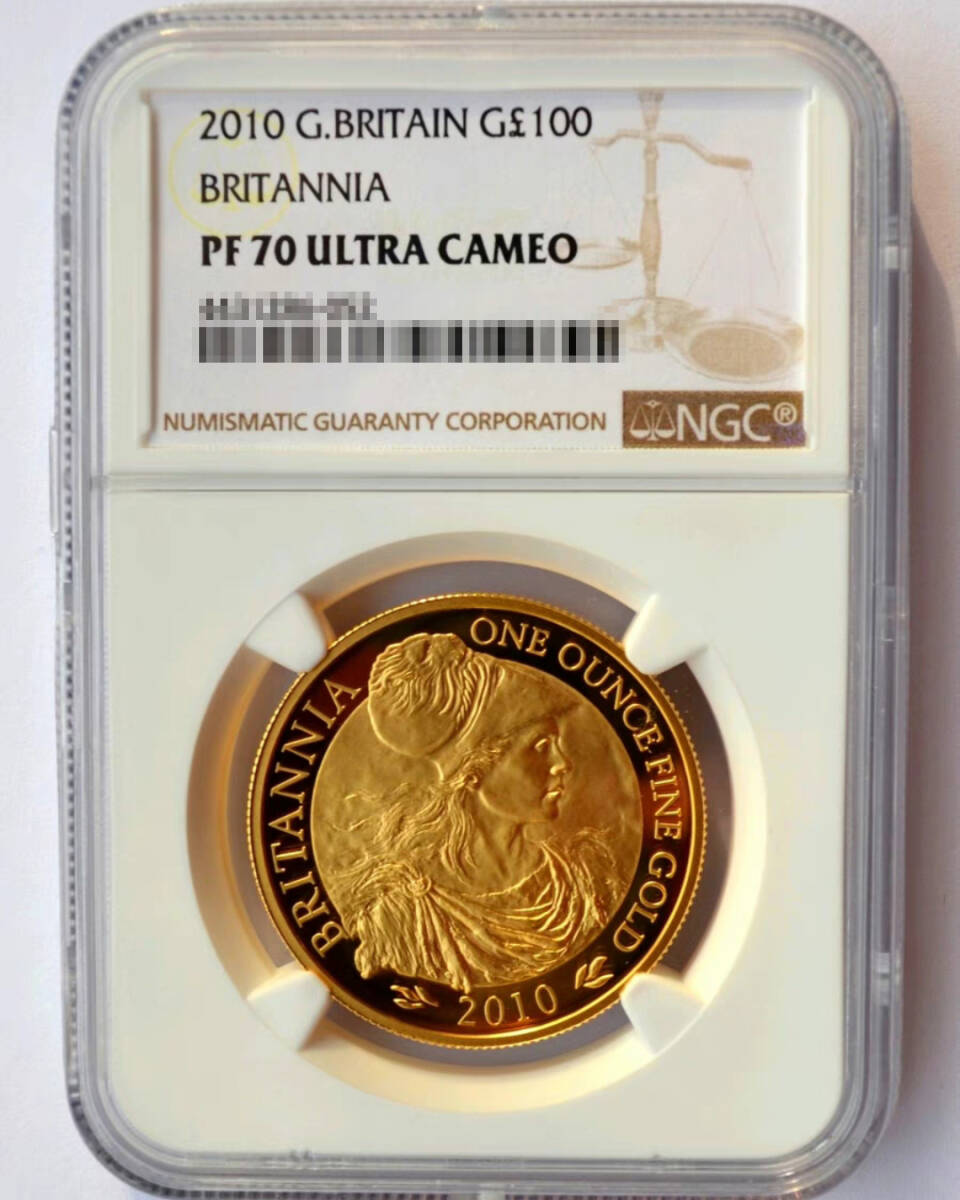 2010 G.BRITAIN G£100
BRITANNIA
PF 70 ULTRA CAMEO
NUMISMATIC GUARANTY CORPORATION
NGC®
BRITANNIA
ONE OUNCE FINE GOLD
2010